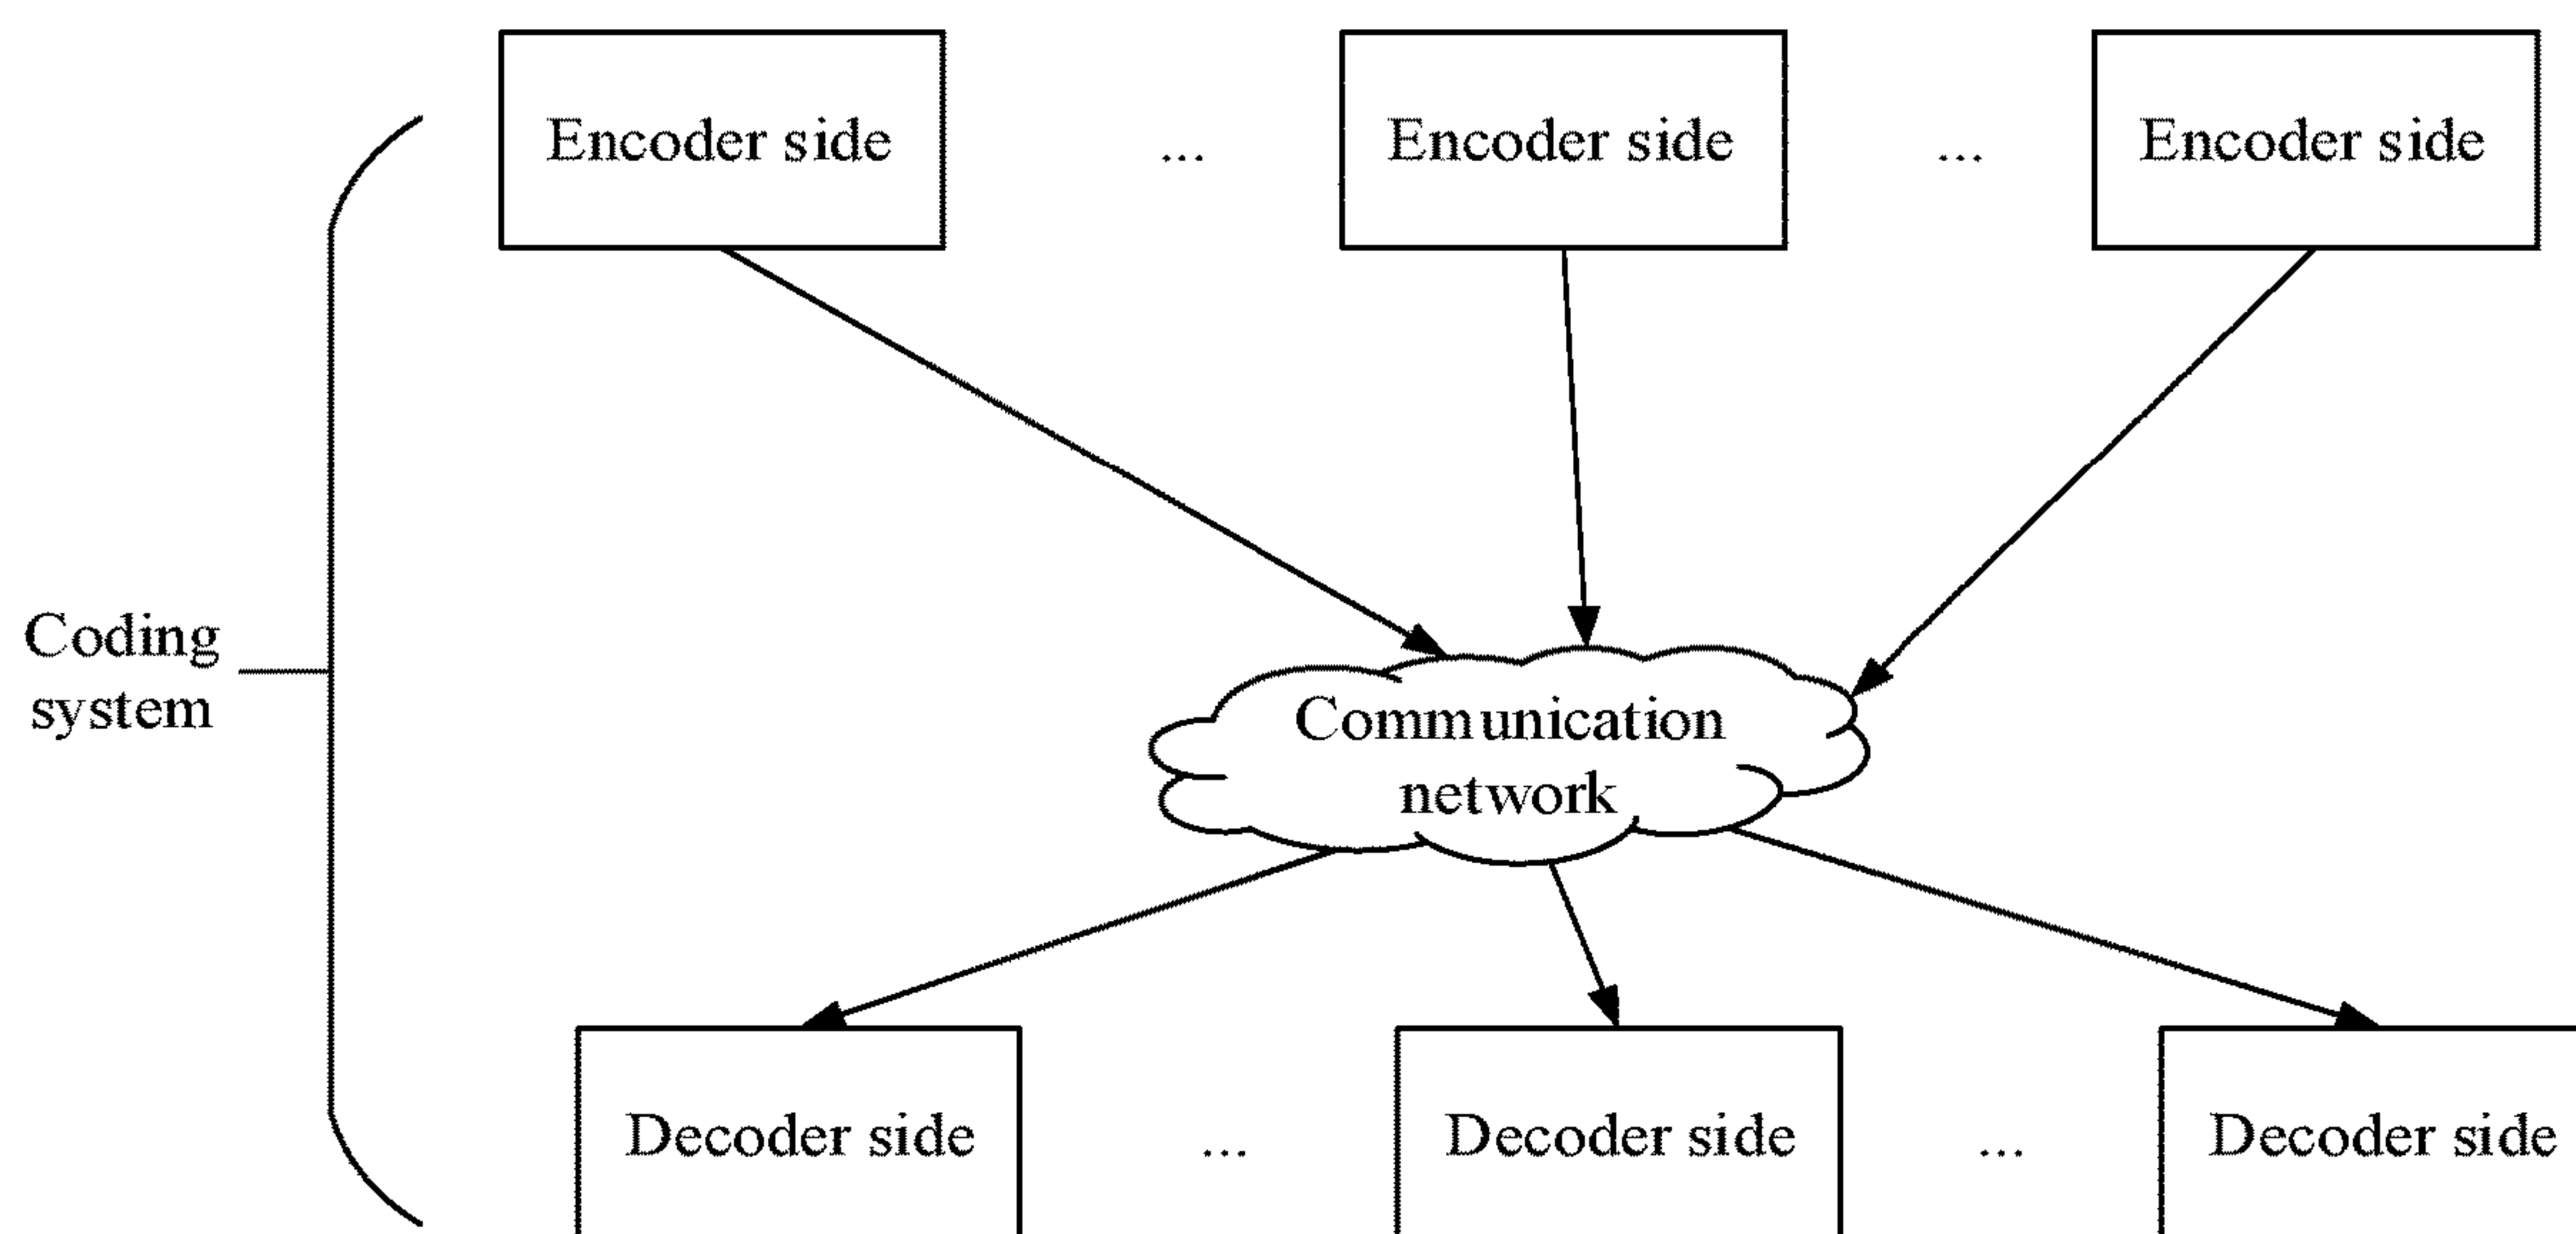 Encoder side ... Encoder side ... Encoder side
Coding
system
Communication
network
Decoder side ... Decoder side ... Decoder side